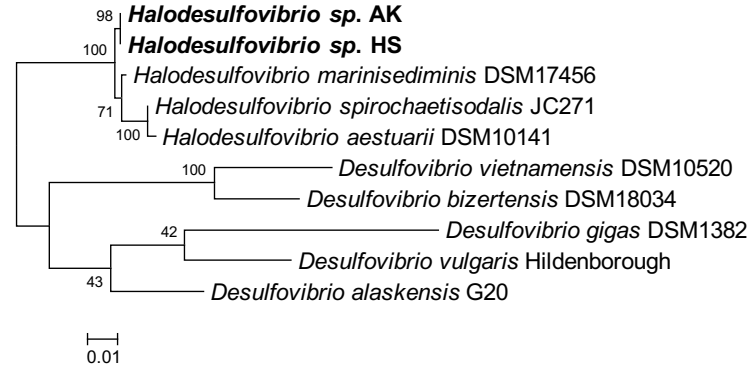 98
Halodesulfovibrio sp. AK
Halodesulfovibrio sp. HS
100
Halodesulfovibrio marinisediminis DSM17456
71
Halodesulfovibrio spirochaetisodalis JC271
100
Halodesulfovibrio aestuarii DSM10141
100
Desulfovibrio vietnamensis DSM10520
Desulfovibrio bizertensis DSM18034
42
Desulfovibrio gigas DSM1382
Desulfovibrio vulgaris Hildenborough
43
Desulfovibrio alaskensis G20
0.01